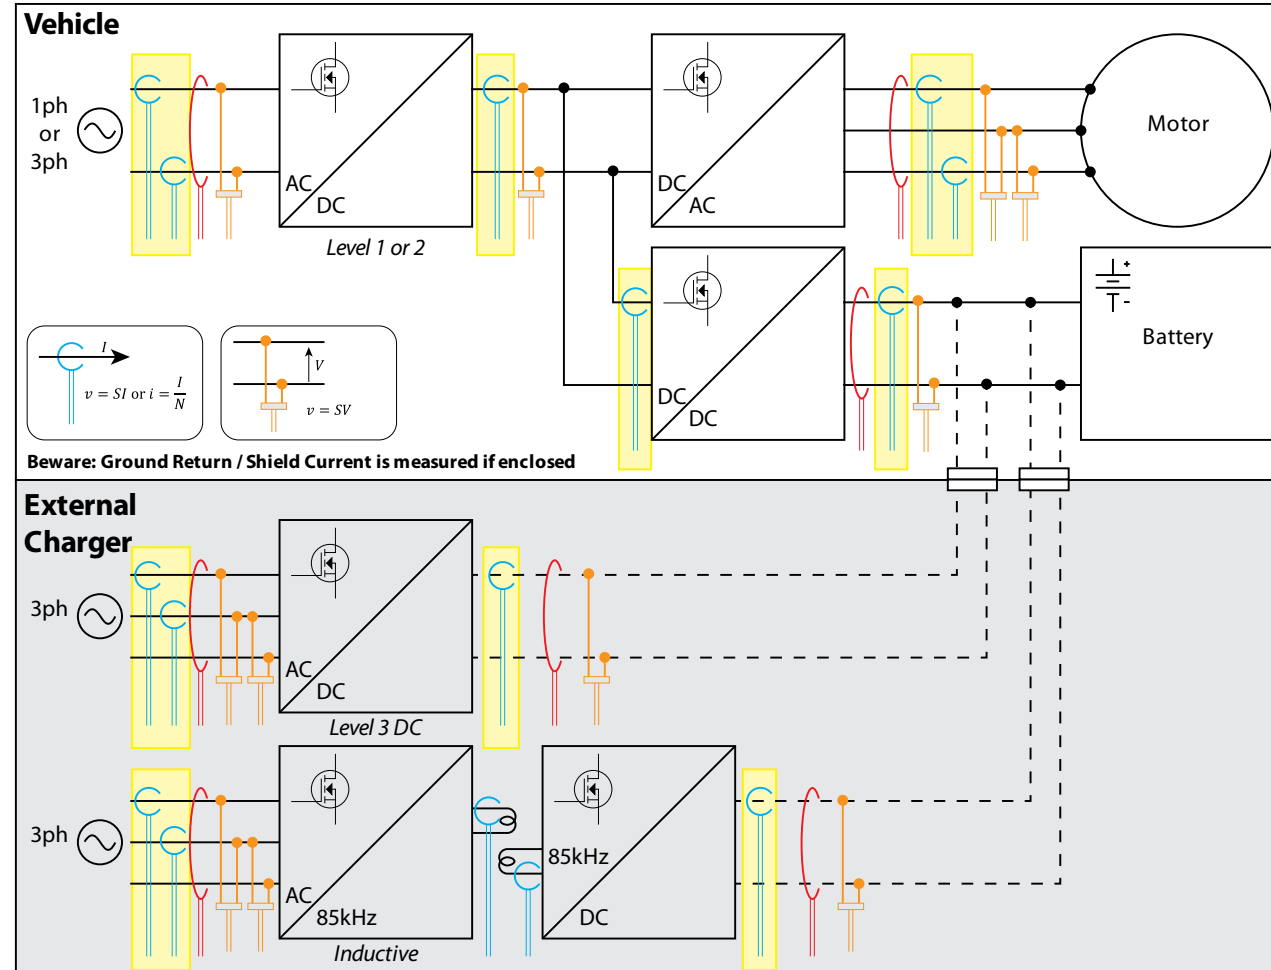 Vehicle
1ph
or
3ph
AC
DC
Level 1 or 2
DC
AC
Motor
DC
DC
+
-
Battery
I
v = SI or i = I/N
V
v = SV
Beware: Ground Return / Shield Current is measured if enclosed
External
Charger
3ph
AC
DC
Level 3 DC
3ph
AC
85kHz
Inductive
85kHz
DC